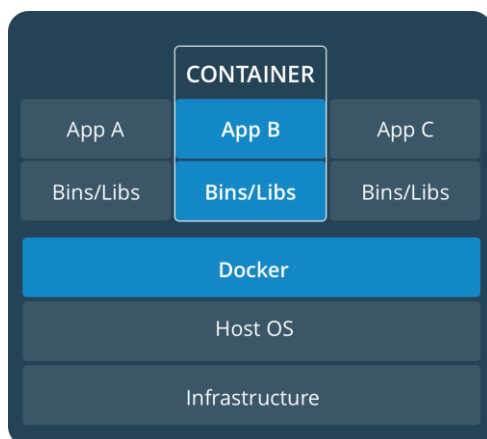 CONTAINER
App A App B App C
Bins/Libs Bins/Libs Bins/Libs
Docker
Host OS
Infrastructure